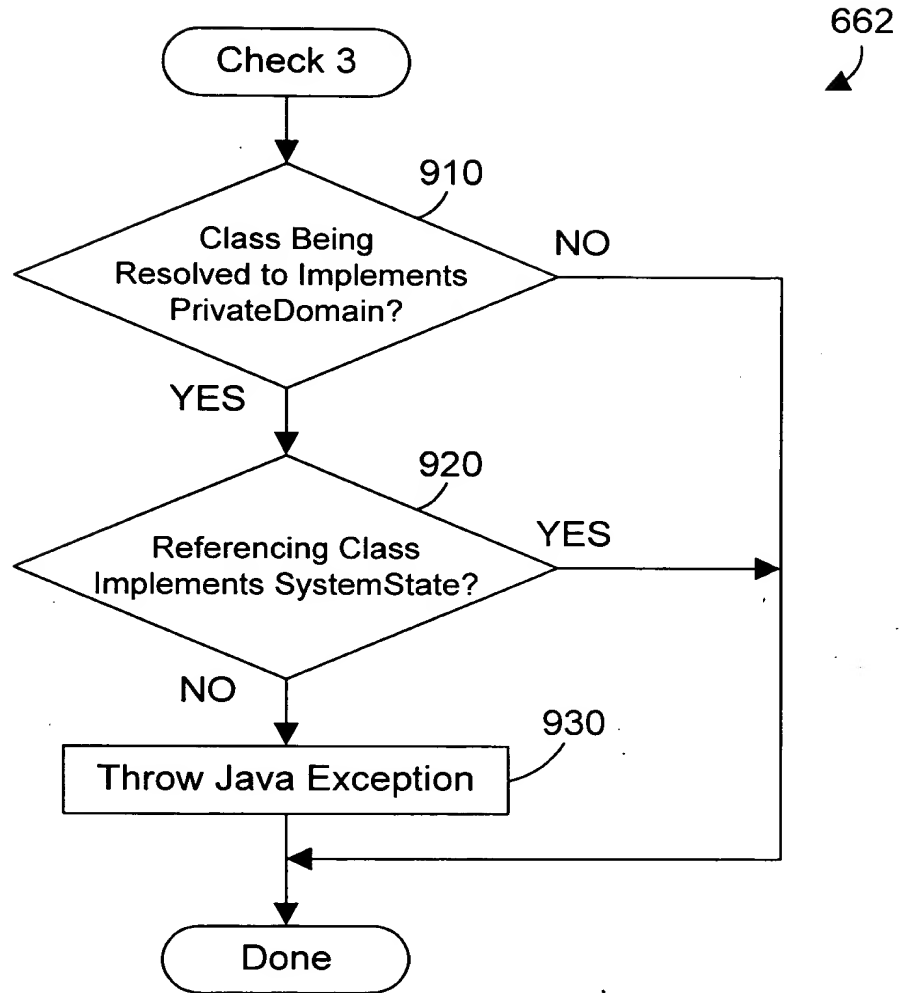 662
Check 3
910
Class Being
Resolved to Implements
PrivateDomain?
NO
YES
920
Referencing Class
Implements SystemState?
YES
NO
930
Throw Java Exception
Done